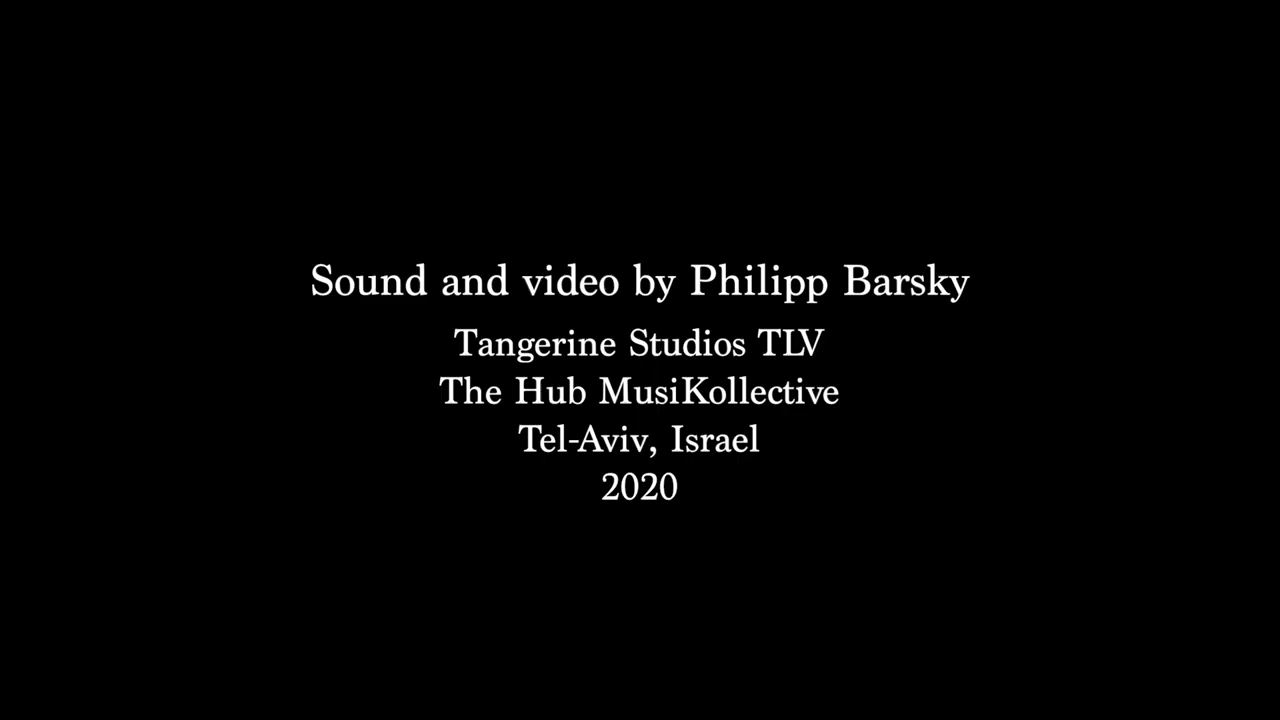 Sound and video by Philipp Barsky
Tangerine Studios TLV
The Hub MusiKollective
Tel-Aviv, Israel
2020